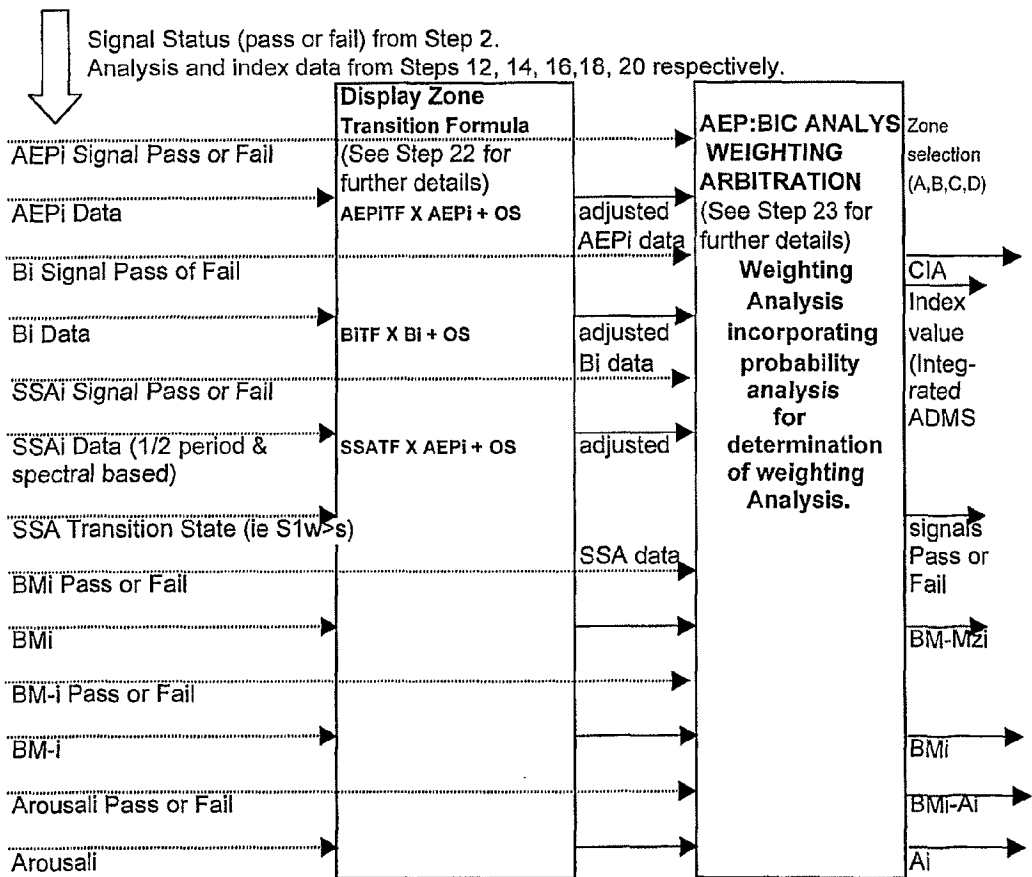 Signal Status (pass or fail) from Step 2.
Analysis and index data from Steps 12, 14, 16,18, 20 respectively.
AEPi Signal Pass or Fail
AEPi Data
Bi Signal Pass of Fail
Bi Data
SSAi Signal Pass or Fail
SSAi Data (1/2 period &
spectral based)
SSA Transition State (ie S1w>s)
BMi Pass or Fail
BMi
BM-i Pass or Fail
BM-i
Arousali Pass or Fail
Arousali
Display Zone
Transition Formula
(See Step 22 for
further details)
AEPiTF X AEPi + OS
BiTF X Bi + OS
SSATF X AEPi + OS
adjusted
AEPi data
adjusted
Bi data
adjusted
SSA data
AEP:BIC ANALYS
WEIGHTING
ARBITRATION
(See Step 23 for
further details)
Weighting
Analysis
incorporating
probability
analysis
for
determination
of weighting
Analysis.
Zone
selection
(A,B,C,D)
CIA
Index
value
(Integ-
rated
ADMS
signals
Pass or
Fail
BM-Mzi
BMi
BMi-Ai
Ai